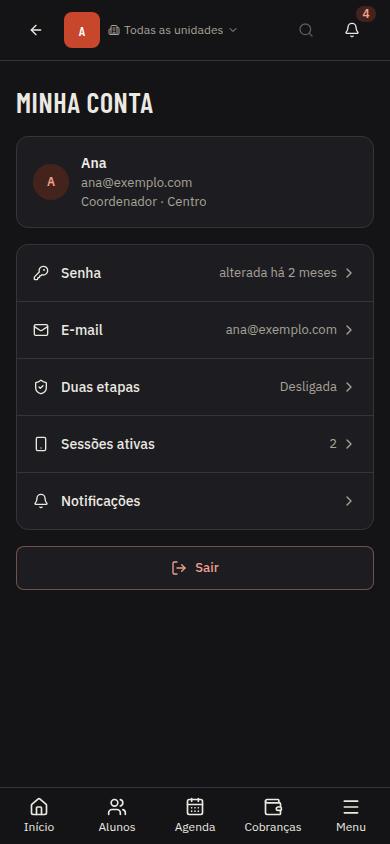 A Todas as unidades 4
MINHA CONTA
A
Ana
ana@exemplo.com
Coordenador · Centro
Senha alterada há 2 meses
E-mail ana@exemplo.com
Duas etapas Desligada
Sessões ativas 2
Notificações
Sair
Início Alunos Agenda Cobranças Menu